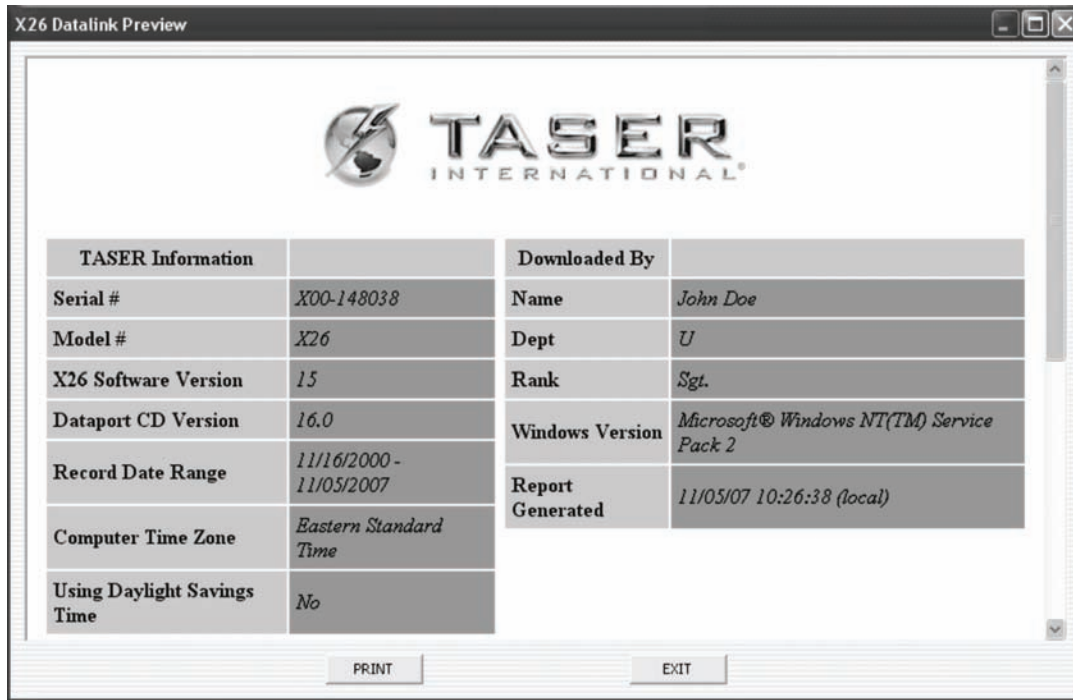 X26 Datalink Preview
TASER
INTERNATIONAL®
TASER Information
Serial # X00-148038
Model # X26
X26 Software Version 15
Dataport CD Version 16.0
Record Date Range 11/16/2000 -
11/05/2007
Computer Time Zone Eastern Standard
Time
Using Daylight Savings
Time No
Downloaded By
Name John Doe
Dept U
Rank Sgt.
Windows Version Microsoft® Windows NT(TM) Service
Pack 2
Report
Generated 11/05/07 10:26:38 (local)
PRINT EXIT